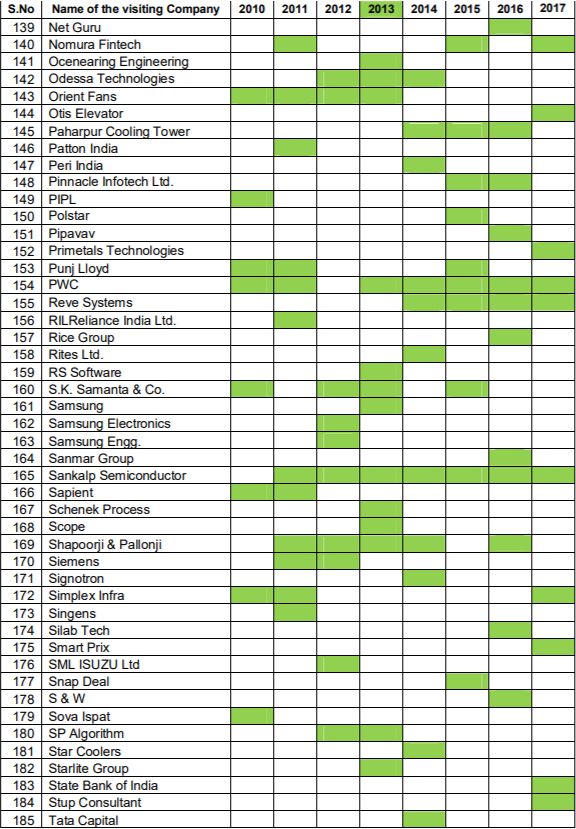 S.No Name of the visiting Company 2010 2011 2012 2013 2014 2015 2016 2017
139 Net Guru
140 Nomura Fintech
141 Ocenearing Engineering
142 Odessa Technologies
143 Orient Fans
144 Otis Elevator
145 Paharpur Cooling Tower
146 Patton India
147 Peri India
148 Pinnacle Infotech Ltd.
149 PIPL
150 Polstar
151 Pipavav
152 Primetals Technologies
153 Punj Lloyd
154 PWC
155 Reve Systems
156 RILReliance India Ltd.
157 Rice Group
158 Rites Ltd.
159 RS Software
160 S.K. Samanta & Co.
161 Samsung
162 Samsung Electronics
163 Samsung Engg.
164 Sanmar Group
165 Sankalp Semiconductor
166 Sapient
167 Schenek Process
168 Scope
169 Shapoorji & Pallonji
170 Siemens
171 Signotron
172 Simplex Infra
173 Singens
174 Silab Tech
175 Smart Prix
176 SML ISUZU Ltd
177 Snap Deal
178 S & W
179 Sova Ispat
180 SP Algorithm
181 Star Coolers
182 Starlite Group
183 State Bank of India
184 Stup Consultant
185 Tata Capital